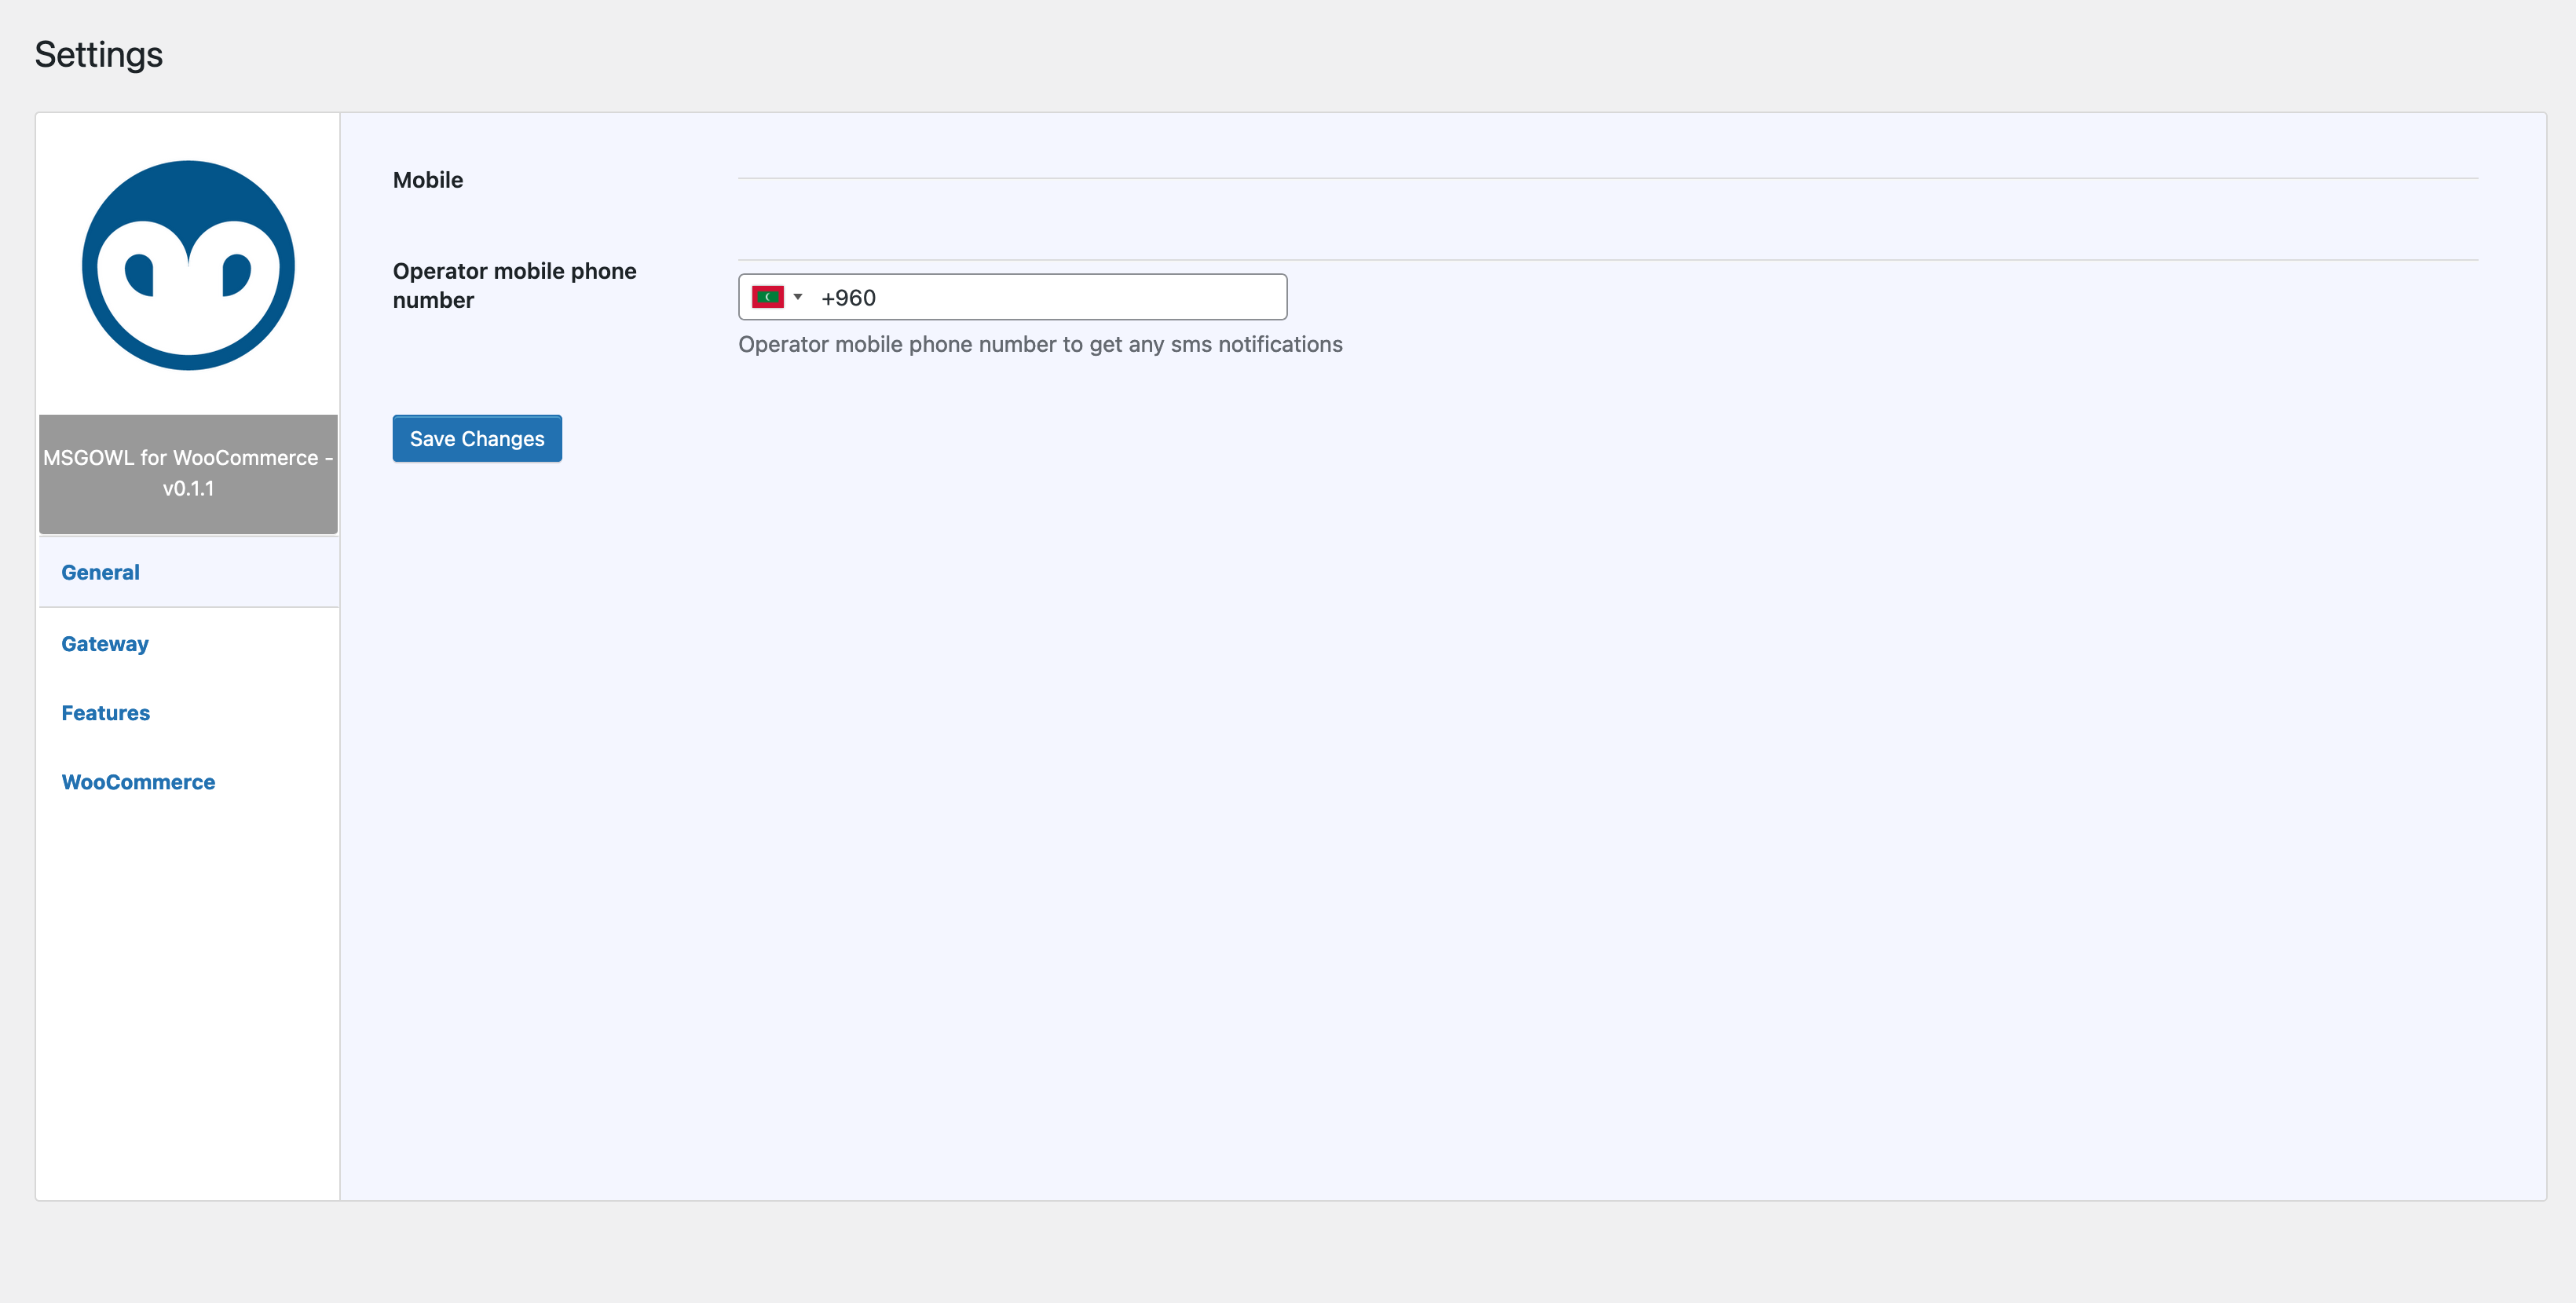 Settings
MSGOWL for WooCommerce -
v0.1.1
General
Gateway
Features
WooCommerce
Mobile
Operator mobile phone
number
+960
Operator mobile phone number to get any sms notifications
Save Changes